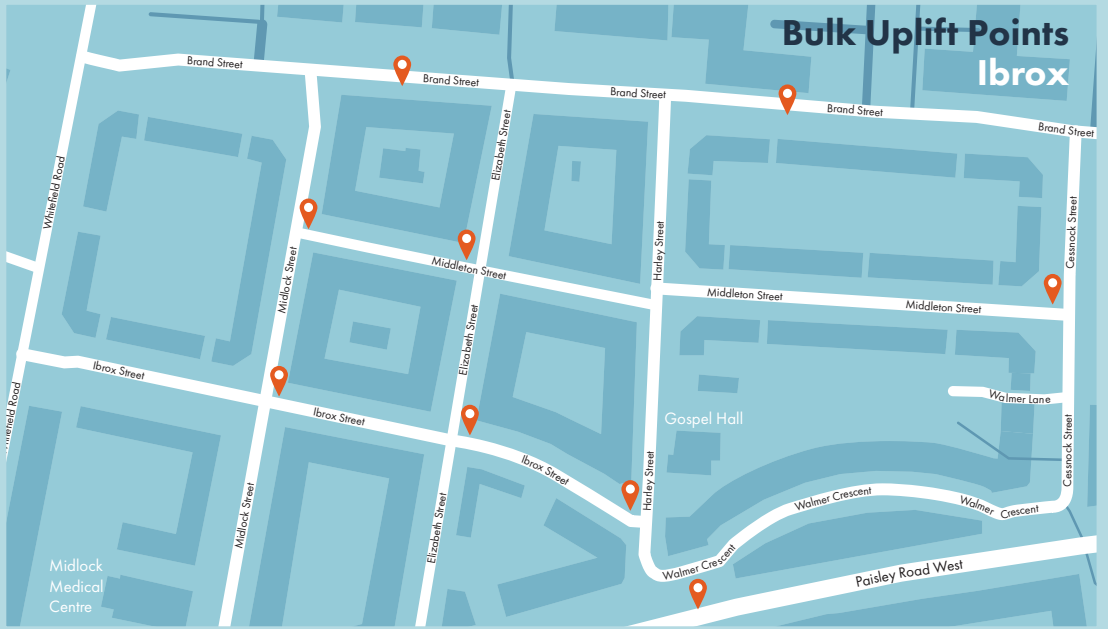 Bulk Uplift Points
Ibrox
Brand Street
Brand Street
Brand Street
Brand Street
Brand Street
Whitefield Road
Elizabeth Street
Harley Street
Cessnock Street
Midlock Street
Middleton Street
Middleton Street
Middleton Street
Elizabeth Street
Ibrox Street
Whitefield Road
Ibrox Street
Walmer Lane
Gospel Hall
Cessnock Street
Ibrox Street
Harley Street
Midlock Street
Elizabeth Street
Walmer Crescent
Walmer Crescent
Walmer Crescent
Paisley Road West
Midlock
Medical
Centre